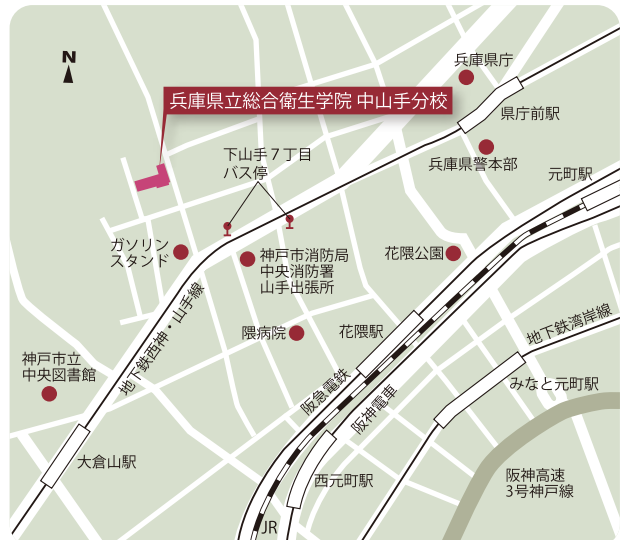 N
兵庫県庁
兵庫県立総合衛生学院 中山手分校
県庁前駅
下山手７丁目
バス停
兵庫県警本部
元町駅
ガソリン
スタンド
神戸市消防局
中央消防署
山手出張所
花隈公園
地下鉄西神・山手線
隈病院
花隈駅
地下鉄湾岸線
神戸市立
中央図書館
阪急電鉄
阪神電車
みなと元町駅
大倉山駅
西元町駅
阪神高速
3号神戸線
JR